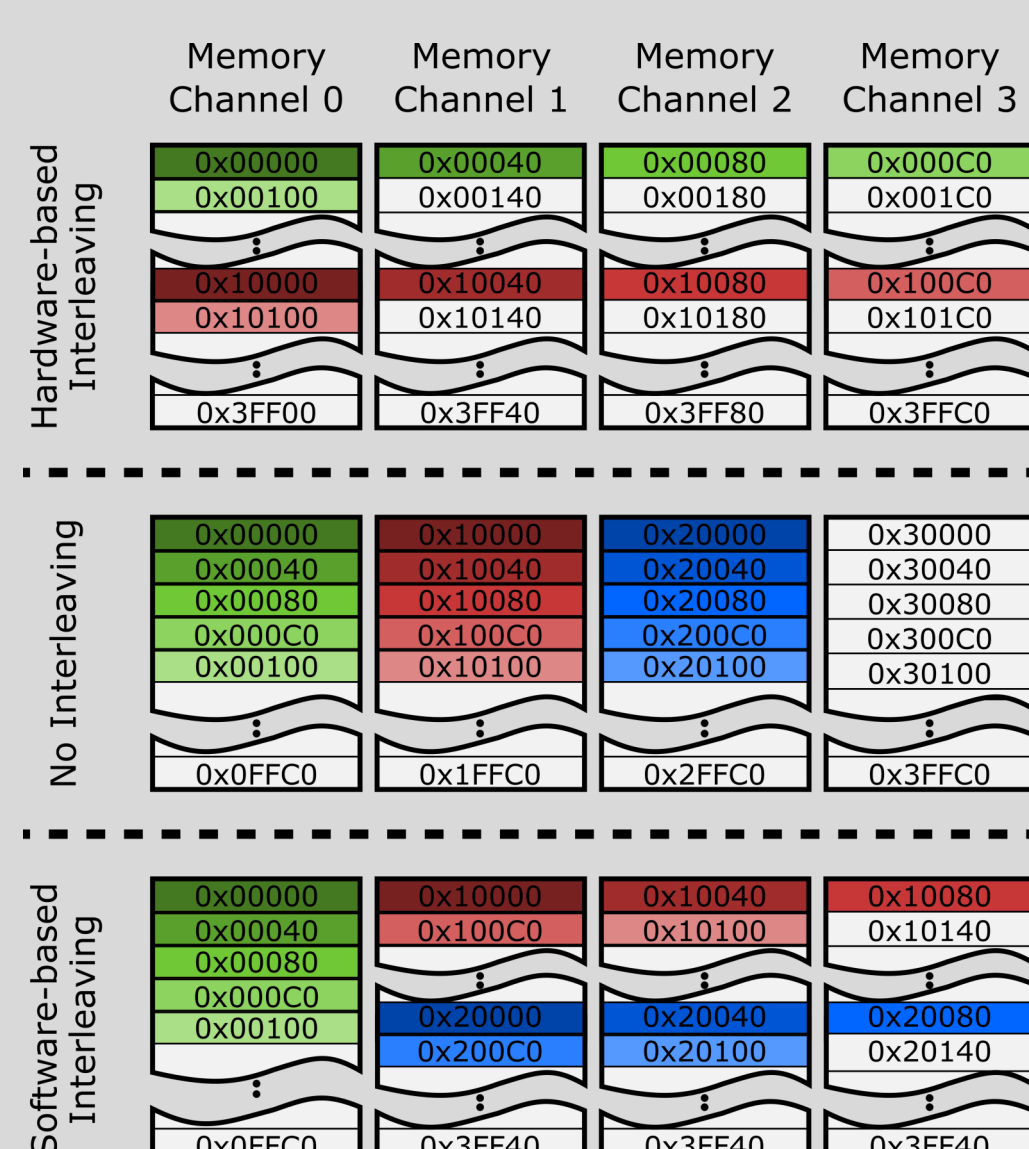 Memory Channel 0
Memory Channel 1
Memory Channel 2
Memory Channel 3
Hardware-based
Interleaving
0x00000 0x00040 0x00080 0x000C0
0x00100 0x00140 0x00180 0x001C0
0x10000 0x10040 0x10080 0x100C0
0x10100 0x10140 0x10180 0x101C0
0x3FF00 0x3FF40 0x3FF80 0x3FFC0
No Interleaving
0x00000 0x10000 0x20000 0x30000
0x00040 0x10040 0x20040 0x30040
0x00080 0x10080 0x20080 0x30080
0x000C0 0x100C0 0x200C0 0x300C0
0x00100 0x10100 0x20100 0x30100
0x0FFC0 0x1FFC0 0x2FFC0 0x3FFC0
Software-based
Interleaving
0x00000 0x10000 0x10040 0x10080
0x00040 0x100C0 0x10100 0x10140
0x00080
0x000C0
0x00100
0x20000 0x20040 0x20080
0x200C0 0x20100 0x20140
0x0FFC0 0x3FF40 0x3FF40 0x3FF40